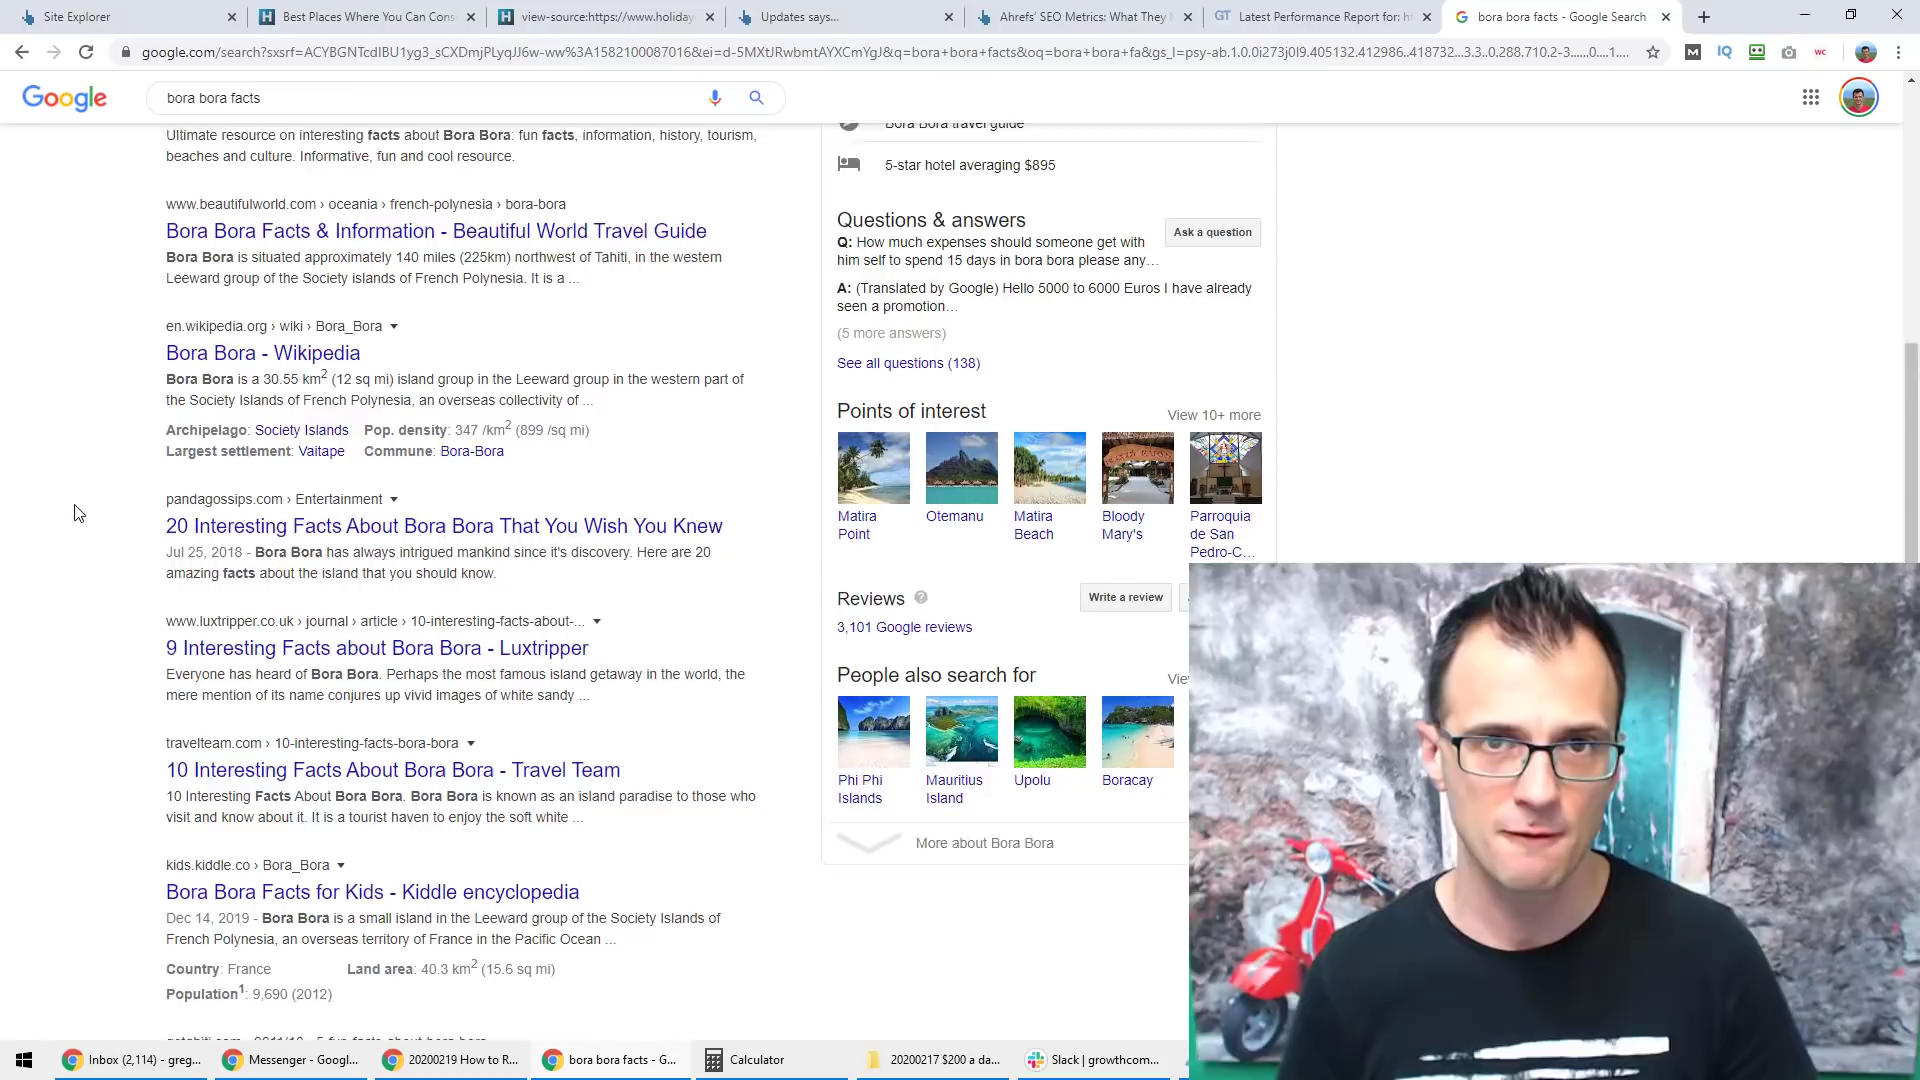 Site Explorer
Best Places Where You Can Cons
view-source:https://www.holiday
Updates says...
Ahrefs' SEO Metrics: What They M
GT Latest Performance Report for: ht
bora bora facts - Google Search
google.com/search?sxsrf=ACYBGNTcdIBU1yg3_sCXDmjPLyqJJ6w-ww%3A1582100087016&ei=d-5MXtJRwbmtAYXCmYgJ&q=bora+bora+facts&oq=bora+bora+fa&gs_l=psy-ab.1.0.0i273j0l9.405132.412986..418732...3.3..0.288.710.2-3......0....1....
Google
bora bora facts
Ultimate resource on interesting facts about Bora Bora: fun facts, information, history, tourism,
beaches and culture. Informative, fun and cool resource.
www.beautifulworld.com › oceania › french-polynesia › bora-bora
Bora Bora Facts & Information - Beautiful World Travel Guide
Bora Bora is situated approximately 140 miles (225km) northwest of Tahiti, in the western
Leeward group of the Society islands of French Polynesia. It is a ...
en.wikipedia.org › wiki › Bora_Bora
Bora Bora - Wikipedia
Bora Bora is a 30.55 km2 (12 sq mi) island group in the Leeward group in the western part of
the Society Islands of French Polynesia, an overseas collectivity of ...
Archipelago: Society Islands Pop. density: 347 /km2 (899 /sq mi)
Largest settlement: Vaitape Commune: Bora-Bora
pandagossips.com › Entertainment
20 Interesting Facts About Bora Bora That You Wish You Knew
Jul 25, 2018 - Bora Bora has always intrigued mankind since it's discovery. Here are 20
amazing facts about the island that you should know.
www.luxtripper.co.uk › journal › article › 10-interesting-facts-about-...
9 Interesting Facts about Bora Bora - Luxtripper
Everyone has heard of Bora Bora. Perhaps the most famous island getaway in the world, the
mere mention of its name conjures up vivid images of white sandy ...
travelteam.com › 10-interesting-facts-bora-bora
10 Interesting Facts About Bora Bora - Travel Team
10 Interesting Facts About Bora Bora. Bora Bora is known as an island paradise to those who
visit and know about it. It is a tourist haven to enjoy the soft white ...
kids.kiddle.co › Bora_Bora
Bora Bora Facts for Kids - Kiddle encyclopedia
Dec 14, 2019 - Bora Bora is a small island in the Leeward group of the Society Islands of
French Polynesia, an overseas territory of France in the Pacific Ocean ...
Country: France Land area: 40.3 km2 (15.6 sq mi)
Population1: 9,690 (2012)
Bora Bora travel guide
5-star hotel averaging $895
Questions & answers
Ask a question
Q: How much expenses should someone get with
him self to spend 15 days in bora bora please any...
A: (Translated by Google) Hello 5000 to 6000 Euros I have already
seen a promotion...
(5 more answers)
See all questions (138)
Points of interest
View 10+ more
Matira Point
Otemanu
Matira Beach
Bloody Mary's
Parroquia de San Pedro-C...
Reviews
Write a review
3,101 Google reviews
People also search for
Vie
Phi Phi Islands
Mauritius Island
Upolu
Boracay
More about Bora Bora
Inbox (2,114) - greg...
Messenger - Googl...
20200219 How to R...
bora bora facts - G...
Calculator
20200217 $200 a da...
Slack | growthcom...